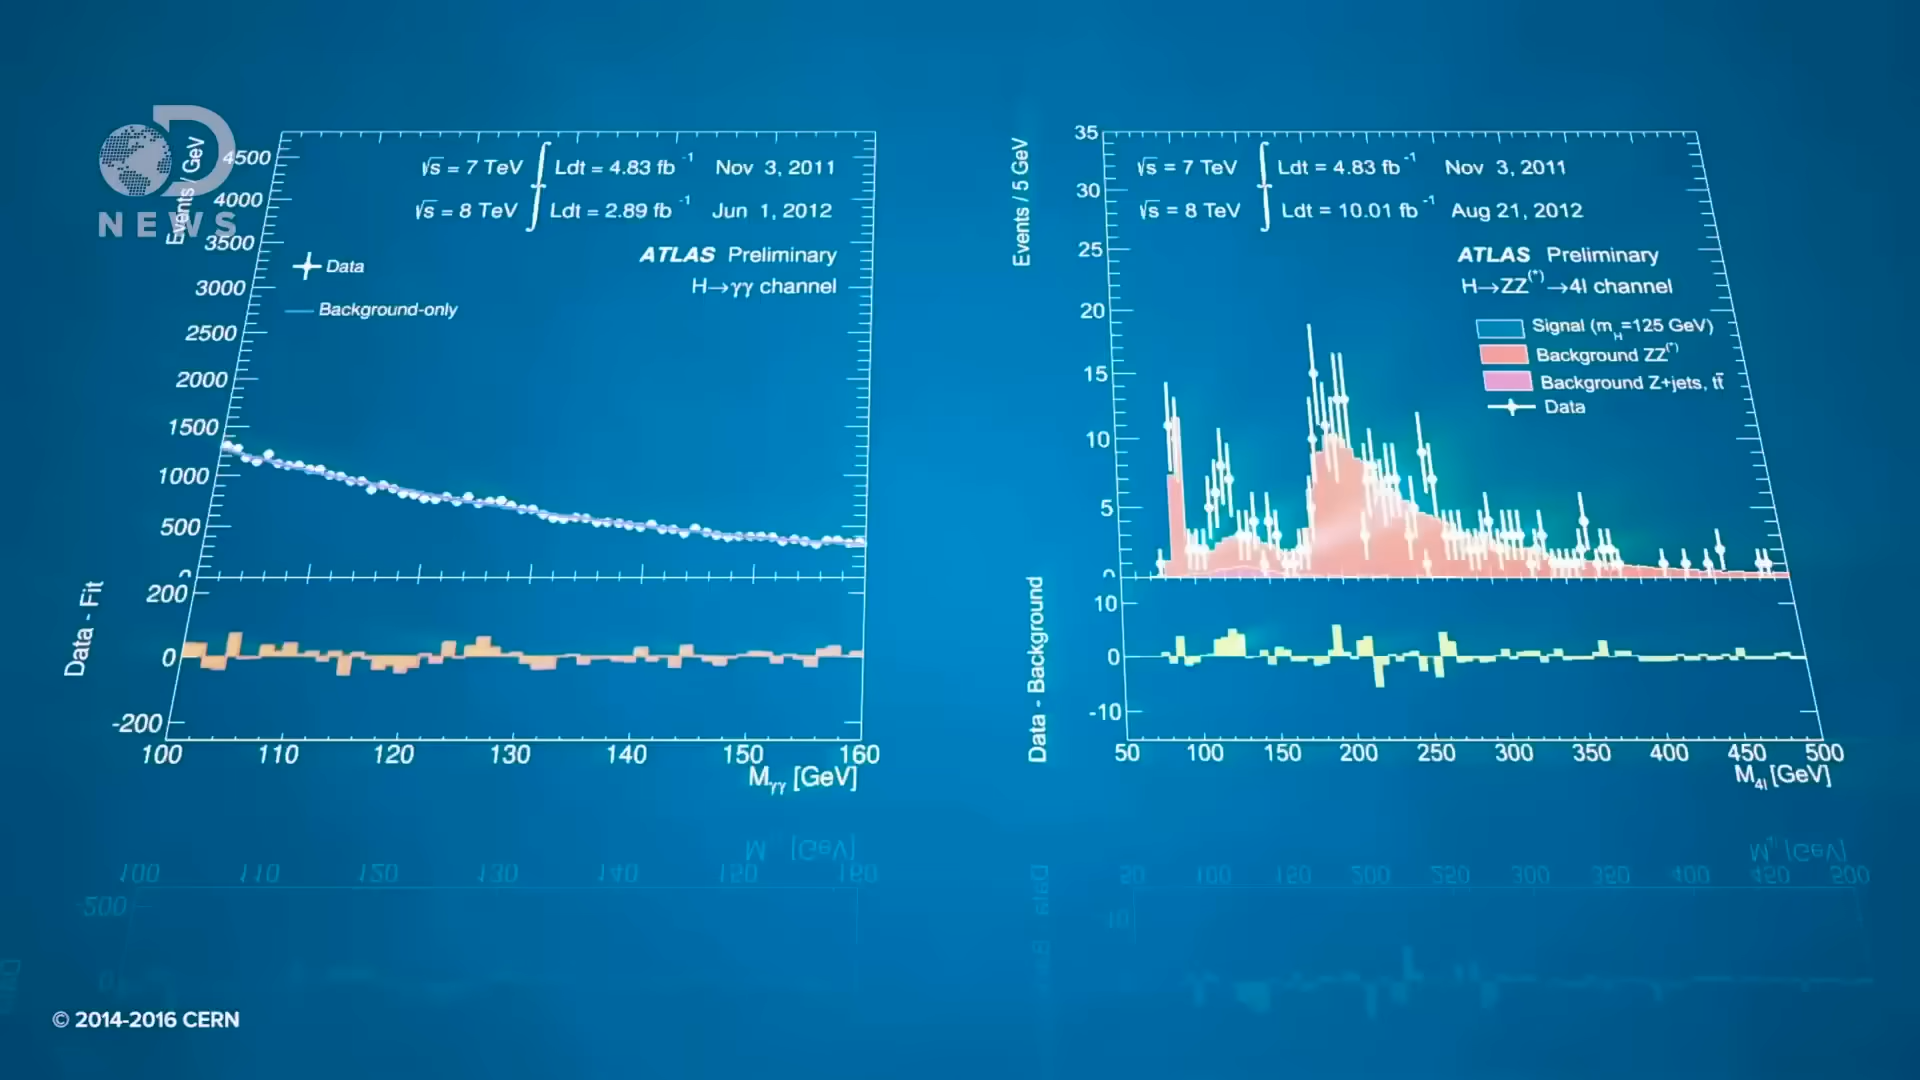 NEWS
Events / GeV
4500
4000
3500
3000
2500
2000
1500
1000
500
0
√s = 7 TeV ∫ Ldt = 4.83 fb⁻¹ Nov 3, 2011
√s = 8 TeV ∫ Ldt = 2.89 fb⁻¹ Jun 1, 2012
ATLAS Preliminary
H→γγ channel
Data
Background-only
Data - Fit
200
0
-200
100 110 120 130 140 150 160
Mγγ [GeV]
Events / 5 GeV
35
30
25
20
15
10
5
0
√s = 7 TeV ∫ Ldt = 4.83 fb⁻¹ Nov 3, 2011
√s = 8 TeV ∫ Ldt = 10.01 fb⁻¹ Aug 21, 2012
ATLAS Preliminary
H→ZZ(*)→4l channel
Signal (mH=125 GeV)
Background ZZ(*)
Background Z+jets, tt̄
Data
Data - Background
10
0
-10
50 100 150 200 250 300 350 400 450 500
M4l [GeV]
© 2014-2016 CERN